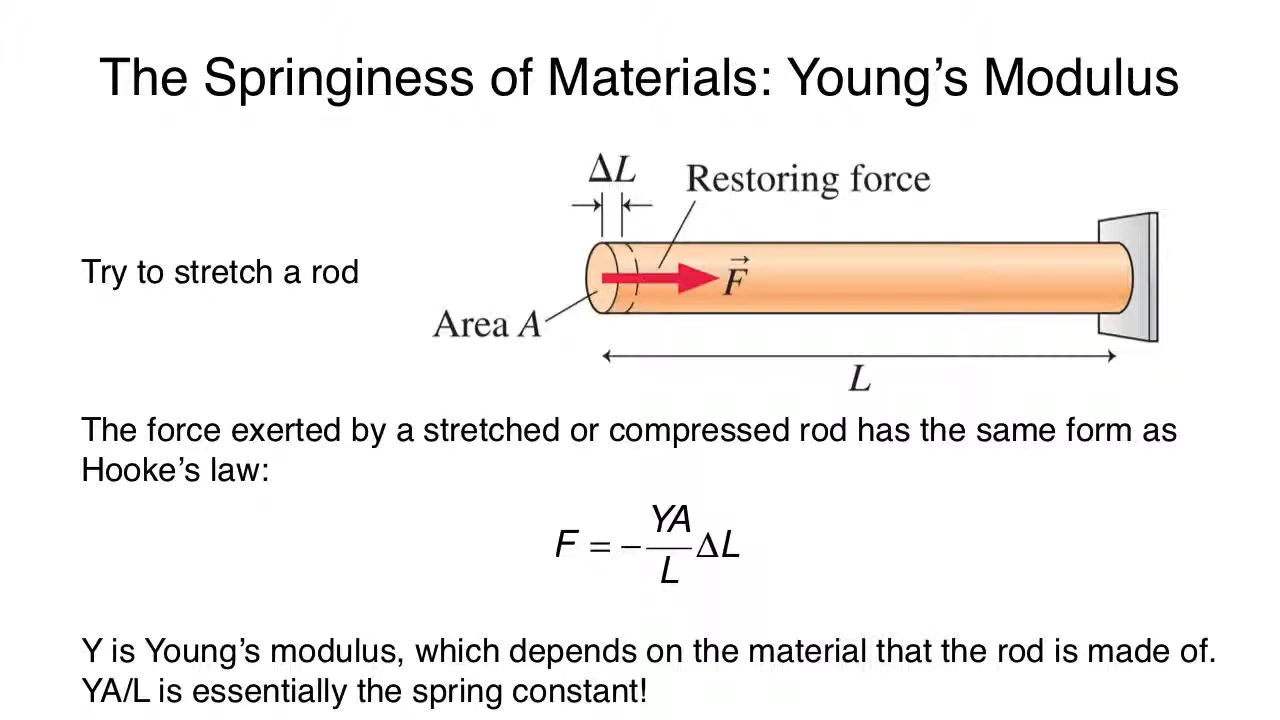 The Springiness of Materials: Young’s Modulus
ΔL
Restoring force
Try to stretch a rod
F⃗
Area A
L
The force exerted by a stretched or compressed rod has the same form as
Hooke’s law:
F = − YA/L ΔL
Y is Young’s modulus, which depends on the material that the rod is made of.
YA/L is essentially the spring constant!